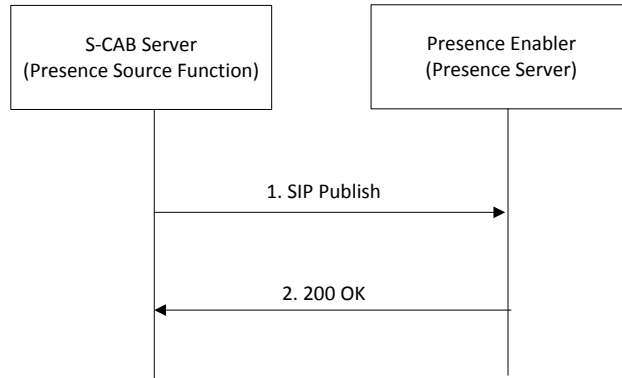 S-CAB Server
(Presence Source Function)
Presence Enabler
(Presence Server)
1. SIP Publish
2. 200 OK